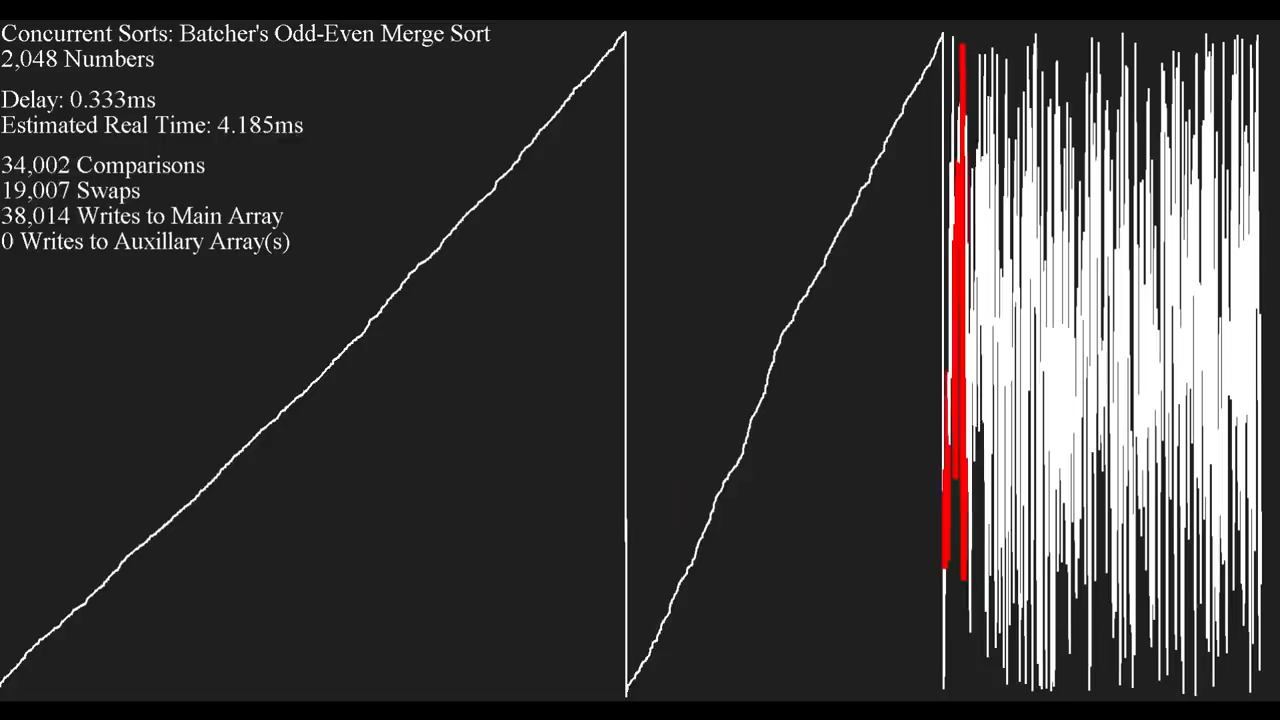 Concurrent Sorts: Batcher's Odd-Even Merge Sort
2,048 Numbers
Delay: 0.333ms
Estimated Real Time: 4.185ms
34,002 Comparisons
19,007 Swaps
38,014 Writes to Main Array
0 Writes to Auxillary Array(s)